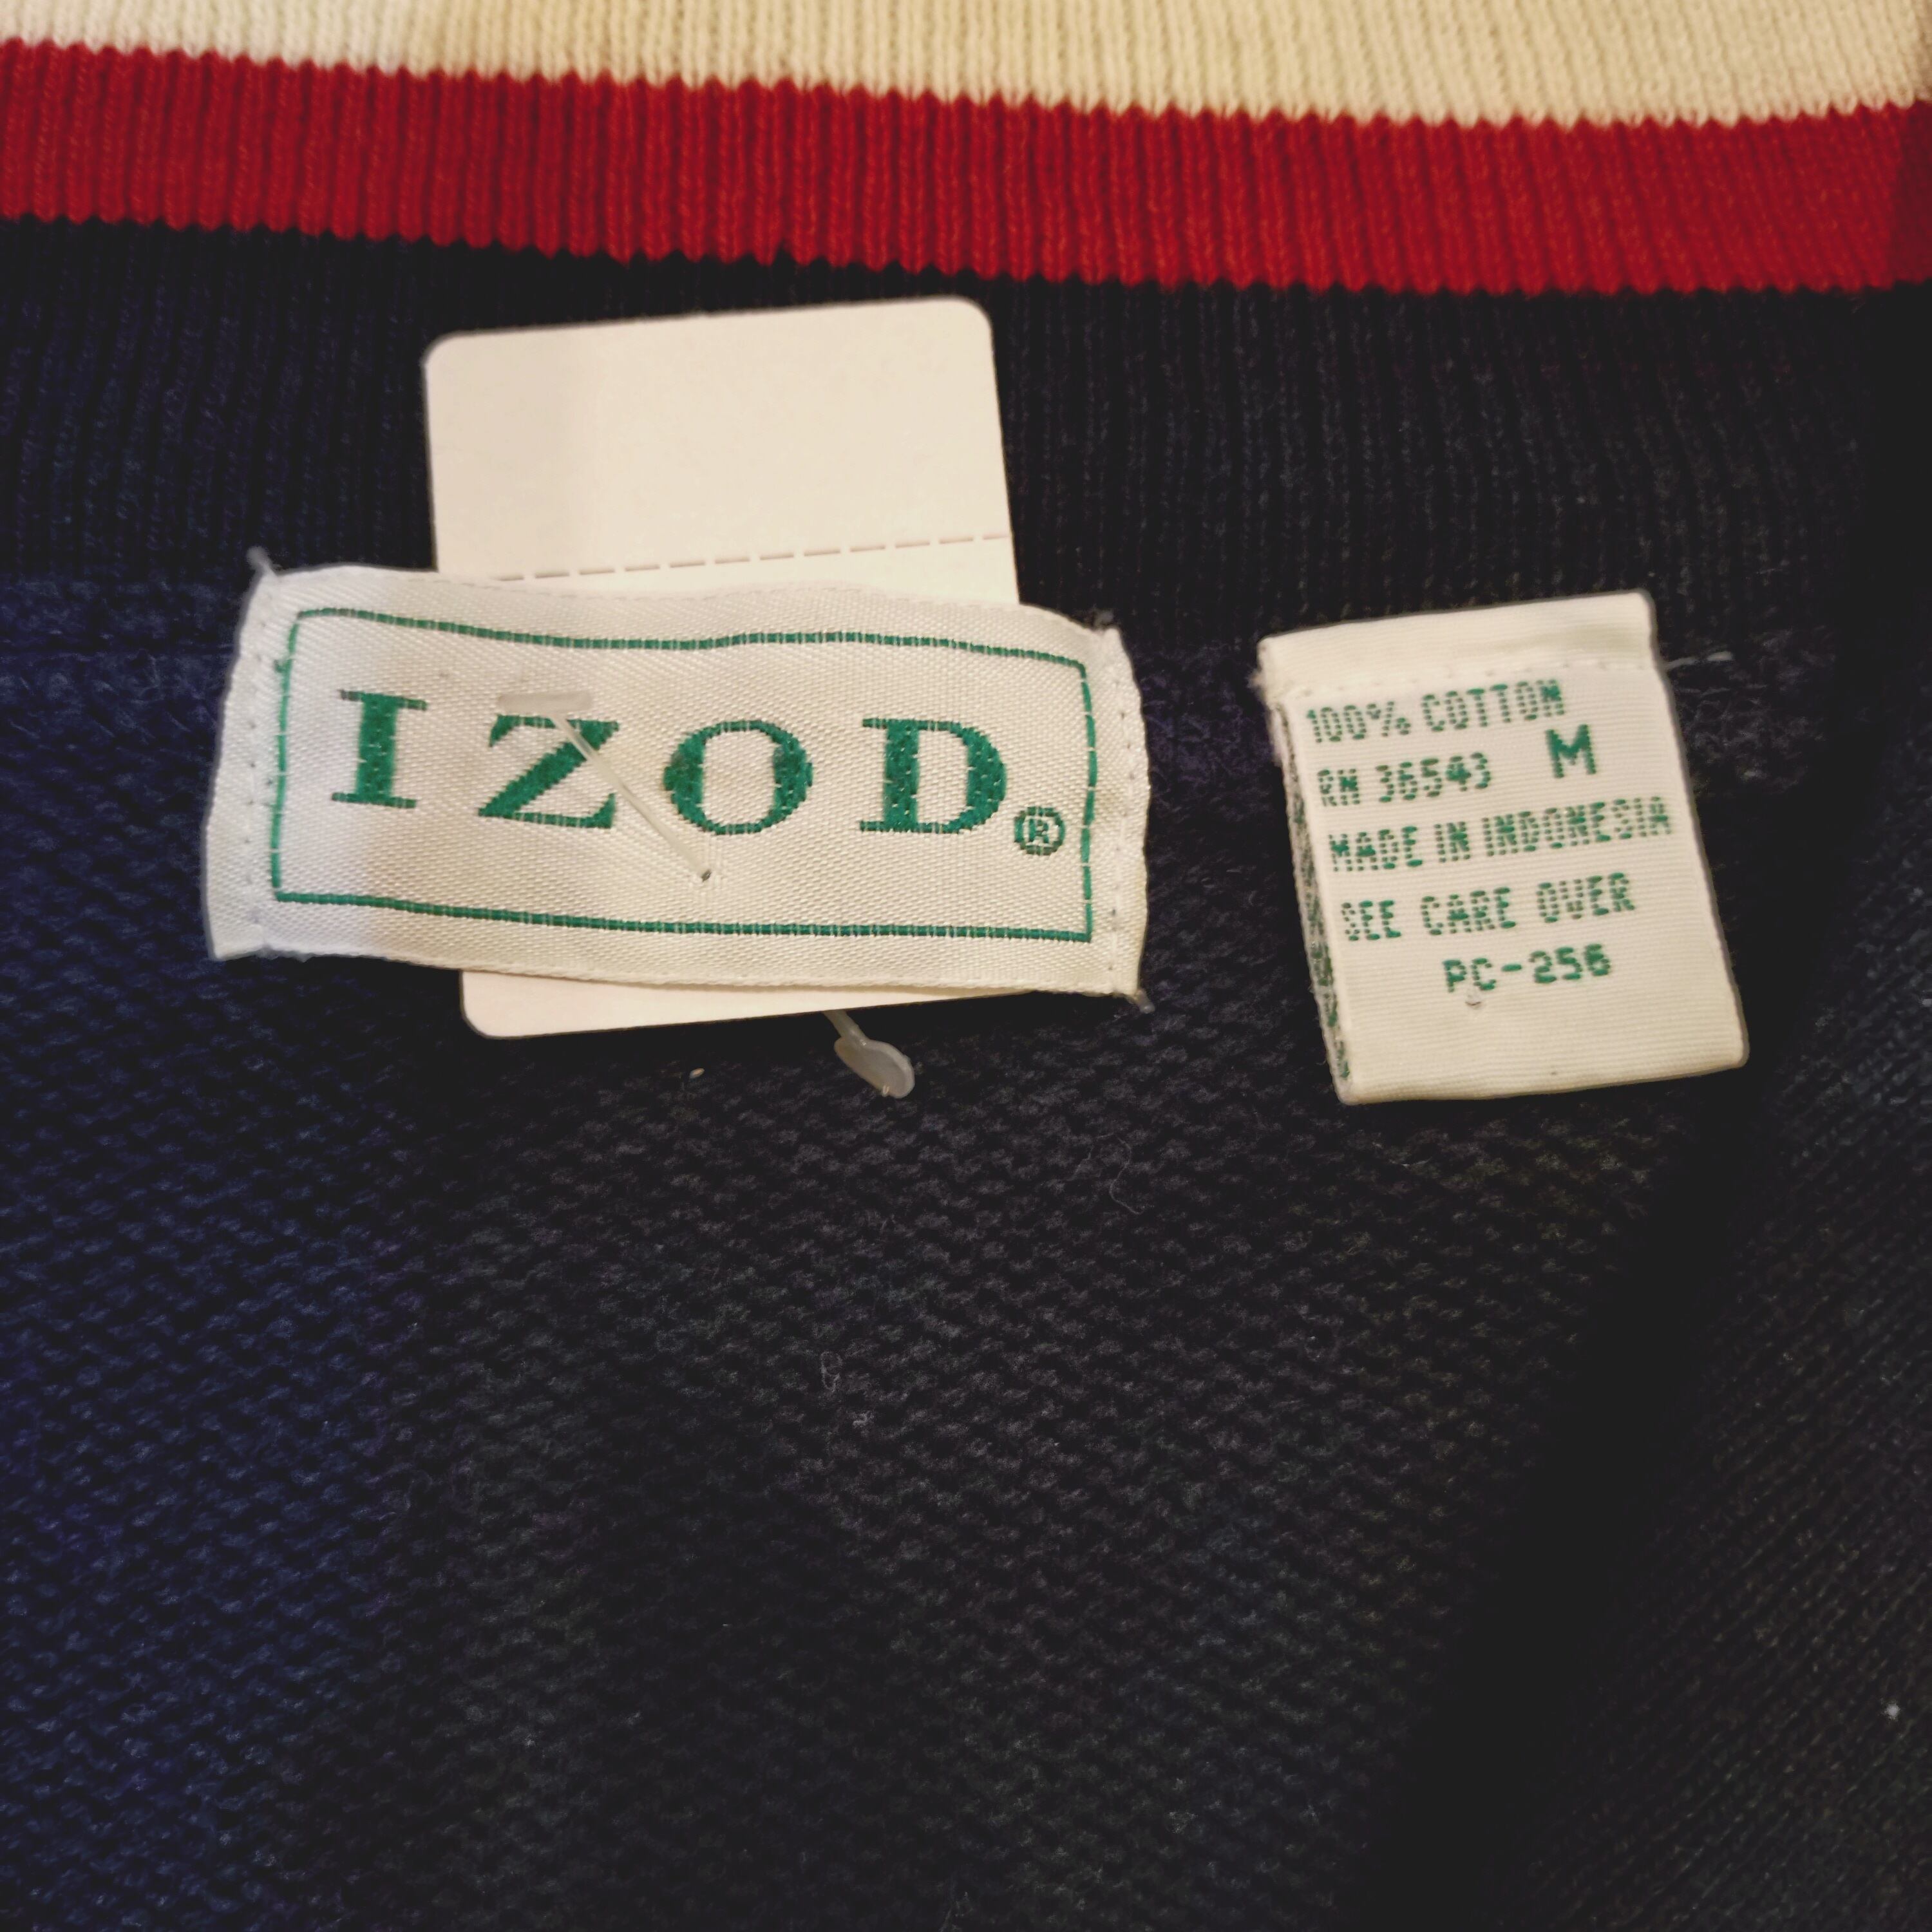 IZOD®
100% COTTON
RN 36543 M
MADE IN INDONESIA
SEE CARE OVER
PC-256